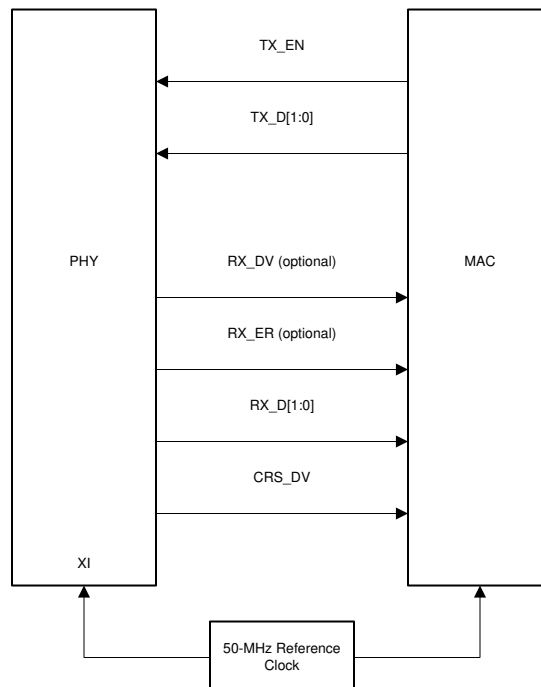 TX_EN
TX_D[1:0]
PHY
RX_DV (optional)
MAC
RX_ER (optional)
RX_D[1:0]
CRS_DV
XI
50-MHz Reference
Clock